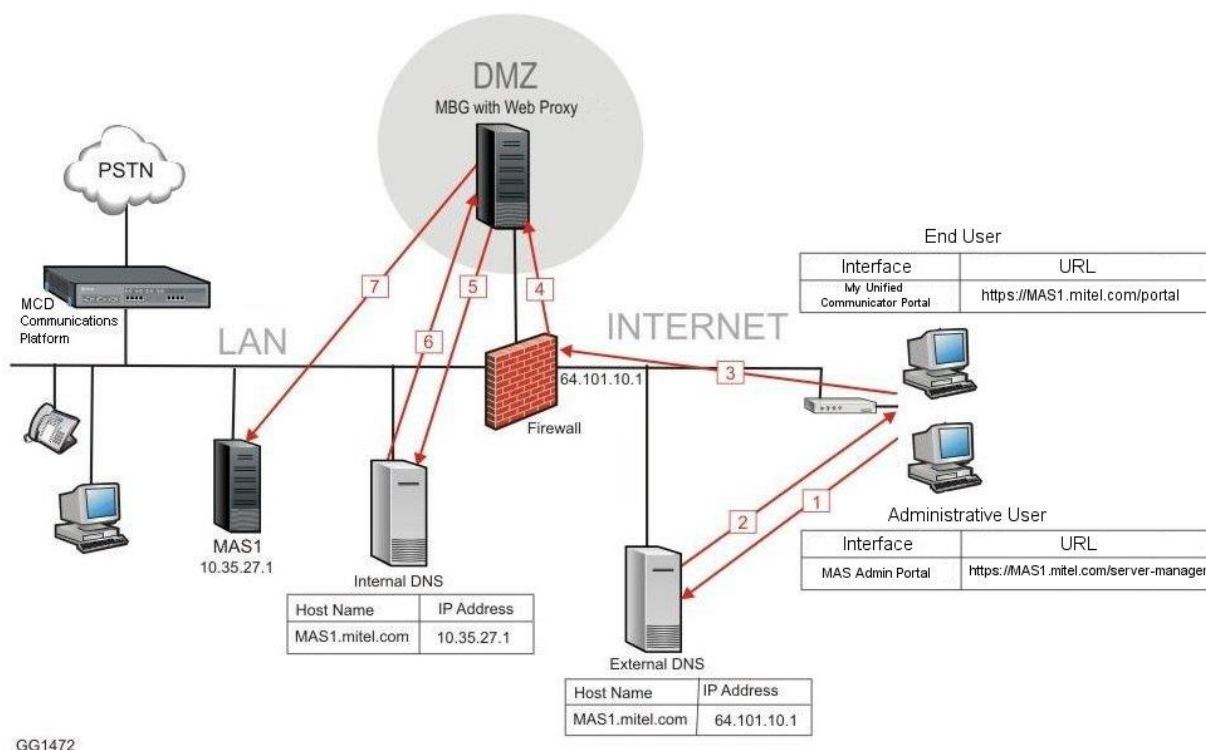 DMZ
MBG with Web Proxy
PSTN
MCD
Communications
Platform
LAN
INTERNET
7
5
4
6
3
2
1
64.101.10.1
Firewall
MAS1
10.35.27.1
Internal DNS
Host Name IP Address
MAS1.mitel.com 10.35.27.1
External DNS
Host Name IP Address
MAS1.mitel.com 64.101.10.1
End User
Interface URL
My Unified
Communicator Portal https://MAS1.mitel.com/portal
Administrative User
Interface URL
MAS Admin Portal https://MAS1.mitel.com/server-manager
GG1472